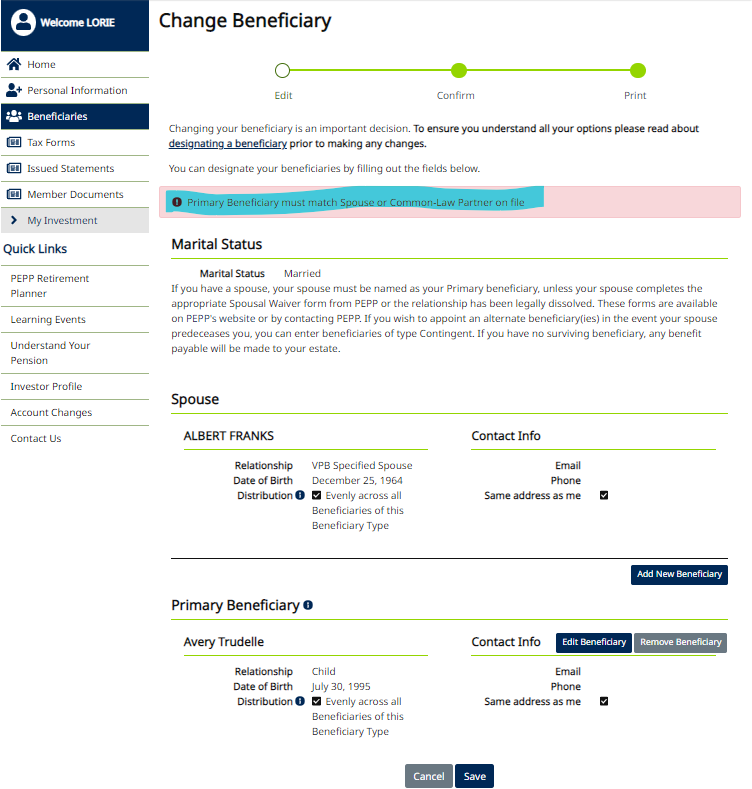 Welcome LORIE
Home
Personal Information
Beneficiaries
Tax Forms
Issued Statements
Member Documents
My Investment
Quick Links
PEPP Retirement
Planner
Learning Events
Understand Your
Pension
Investor Profile
Account Changes
Contact Us
Change Beneficiary
Edit
Confirm
Print
Changing your beneficiary is an important decision. To ensure you understand all your options please read about
designating a beneficiary prior to making any changes.
You can designate your beneficiaries by filling out the fields below.
Primary Beneficiary must match Spouse or Common-Law Partner on file
Marital Status
Marital Status Married
If you have a spouse, your spouse must be named as your Primary beneficiary, unless your spouse completes the
appropriate Spousal Waiver form from PEPP or the relationship has been legally dissolved. These forms are available
on PEPP's website or by contacting PEPP. If you wish to appoint an alternate beneficiary(ies) in the event your spouse
predeceases you, you can enter beneficiaries of type Contingent. If you have no surviving beneficiary, any benefit
payable will be made to your estate.
Spouse
ALBERT FRANKS
Relationship VPB Specified Spouse
Date of Birth December 25, 1964
Distribution Evenly across all
Beneficiaries of this
Beneficiary Type
Contact Info
Email
Phone
Same address as me
Add New Beneficiary
Primary Beneficiary
Avery Trudelle
Relationship Child
Date of Birth July 30, 1995
Distribution Evenly across all
Beneficiaries of this
Beneficiary Type
Contact Info Edit Beneficiary Remove Beneficiary
Email
Phone
Same address as me
Cancel Save